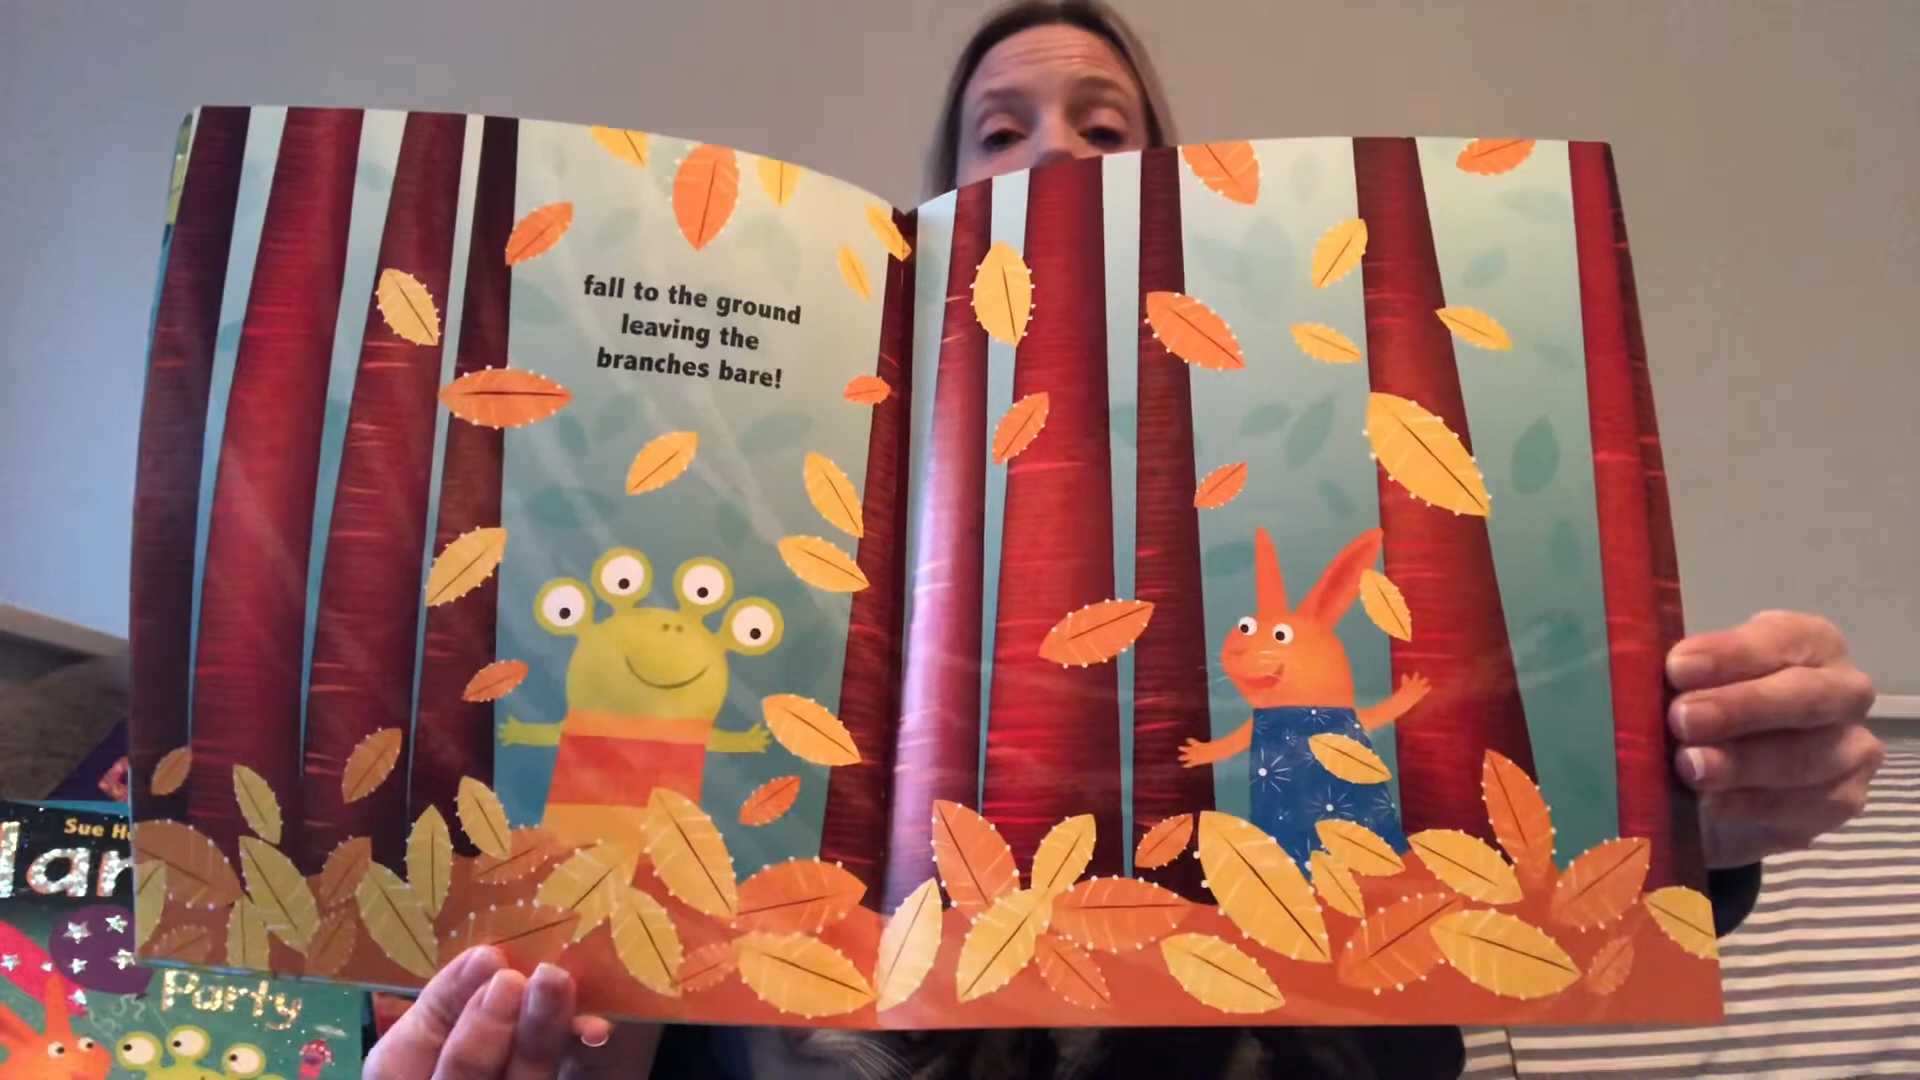 fall to the ground
leaving the
branches bare!
Sue H
Party